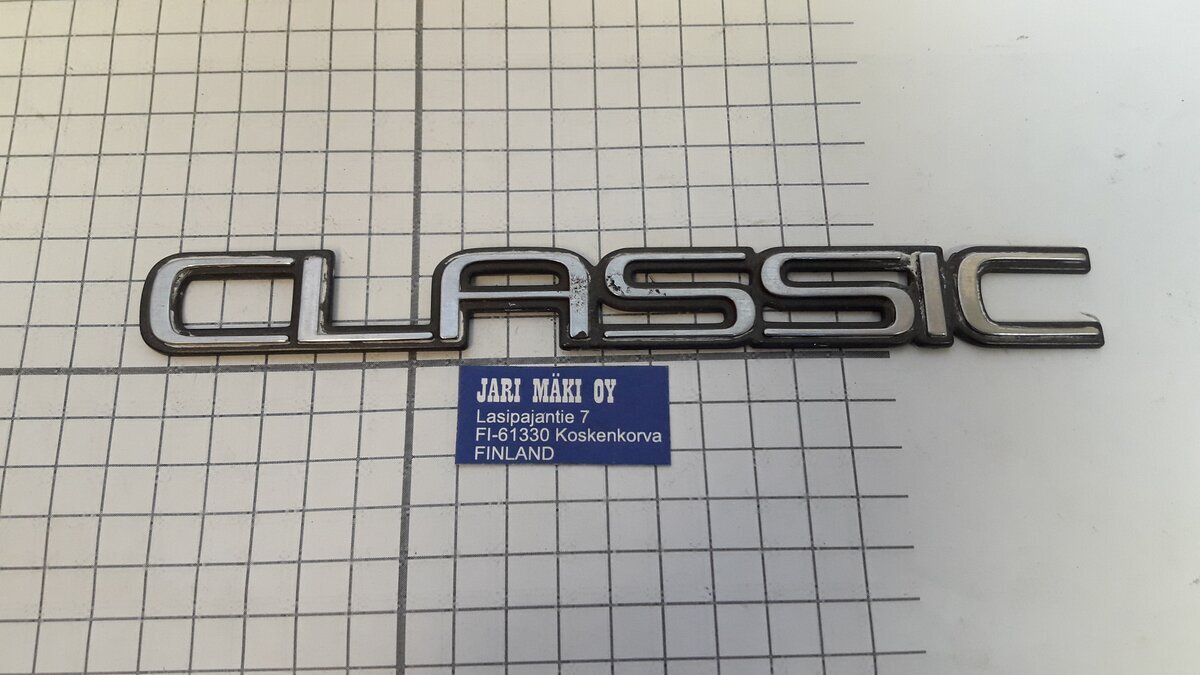 CLASSIC
JARI MÄKI OY
Lasipajantie 7
FI-61330 Koskenkorva
FINLAND